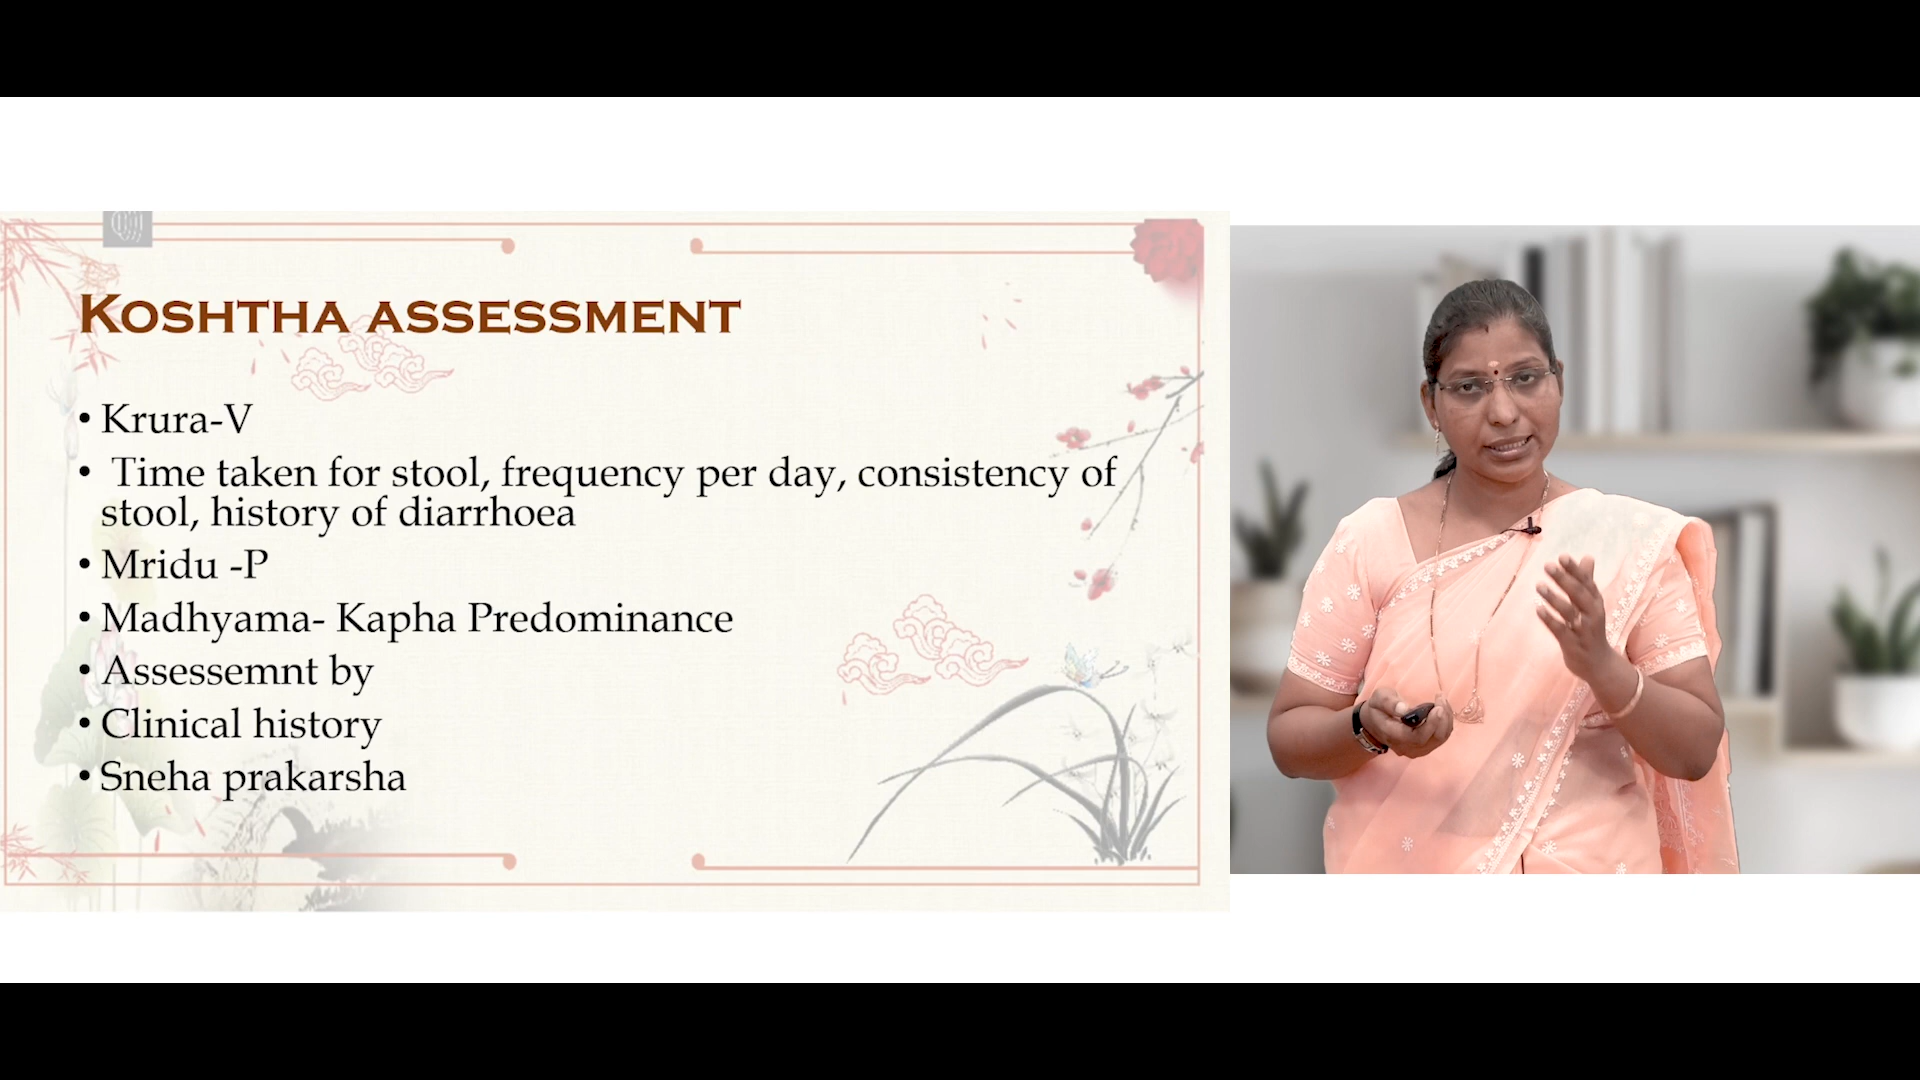 KOSHTHA ASSESSMENT
• Krura-V
• Time taken for stool, frequency per day, consistency of
stool, history of diarrhoea
• Mridu -P
• Madhyama- Kapha Predominance
• Assessemnt by
• Clinical history
• Sneha prakarsha